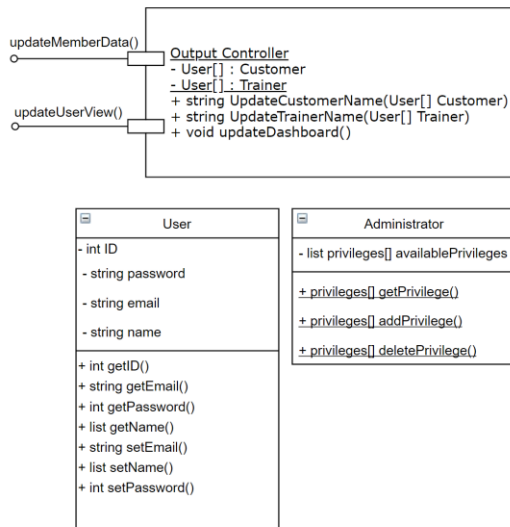 updateMemberData()
updateUserView()
Output Controller
- User[] : Customer
- User[] : Trainer
+ string UpdateCustomerName(User[] Customer)
+ string UpdateTrainerName(User[] Trainer)
+ void updateDashboard()
User
- int ID
- string password
- string email
- string name
+ int getID()
+ string getEmail()
+ int getPassword()
+ list getName()
+ string setEmail()
+ list setName()
+ int setPassword()
Administrator
- list privileges[] availablePrivileges
+ privileges[] getPrivilege()
+ privileges[] addPrivilege()
+ privileges[] deletePrivilege()